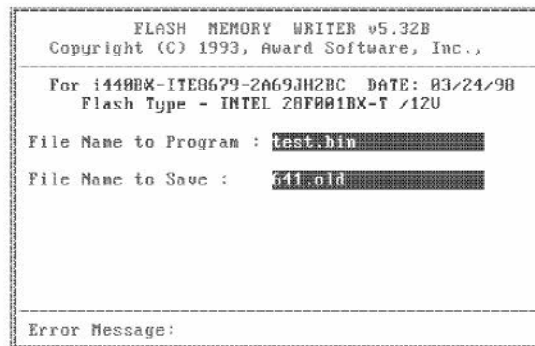 FLASH MEMORY WRITER v5.32B
Copyright (C) 1993, Award Software, Inc.,
For i440BX-ITE8679-2A69JH2BC DATE: 03/24/98
Flash Type - INTEL 28F001BX-T /12V
File Name to Program : test.bin
File Name to Save : 641.old
Error Message: